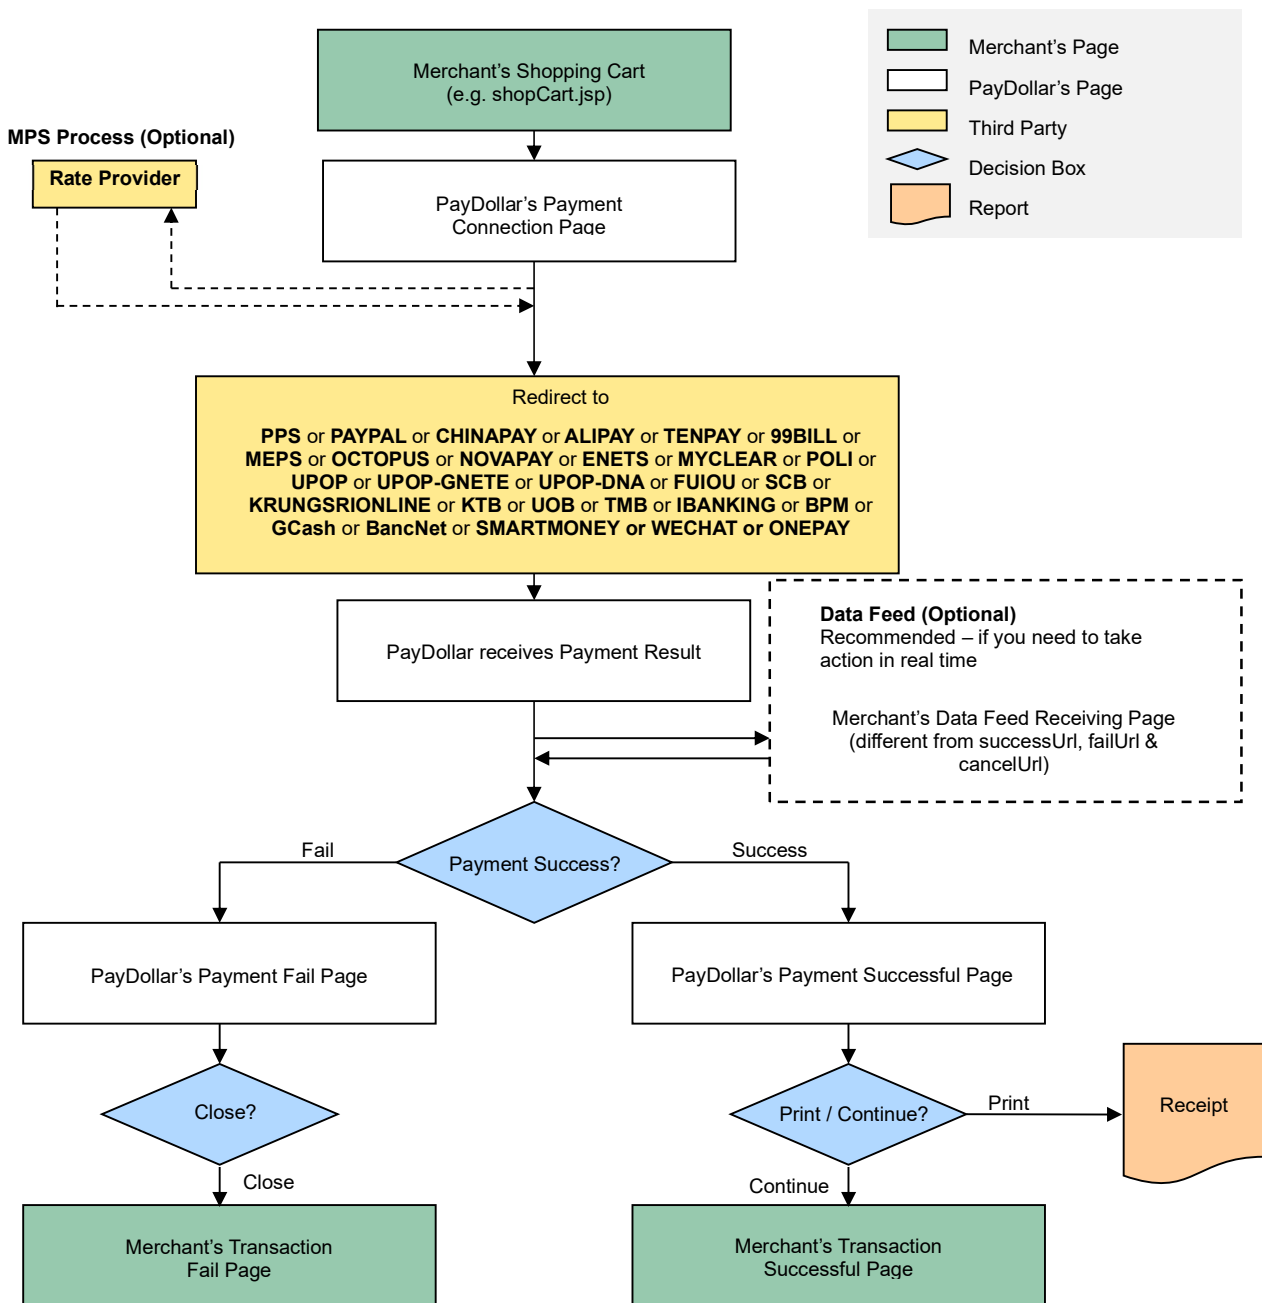 Merchant's Shopping Cart
(e.g. shopCart.jsp)
Merchant's Page
PayDollar's Page
Third Party
Decision Box
Report
MPS Process (Optional)
Rate Provider
PayDollar's Payment
Connection Page
Redirect to
PPS or PAYPAL or CHINAPAY or ALIPAY or TENPAY or 99BILL or
MEPS or OCTOPUS or NOVAPAY or ENETS or MYCLEAR or POLI or
UPOP or UPOP-GNETE or UPOP-DNA or FUIOU or SCB or
KRUNGSRIONLINE or KTB or UOB or TMB or IBANKING or BPM or
GCash or BancNet or SMARTMONEY or WECHAT or ONEPAY
PayDollar receives Payment Result
Data Feed (Optional)
Recommended – if you need to take
action in real time
Merchant's Data Feed Receiving Page
(different from successUrl, failUrl &
cancelUrl)
Payment Success?
Fail
Success
PayDollar's Payment Fail Page
PayDollar's Payment Successful Page
Close?
Print / Continue?
Print
Receipt
Close
Continue
Merchant's Transaction
Fail Page
Merchant's Transaction
Successful Page